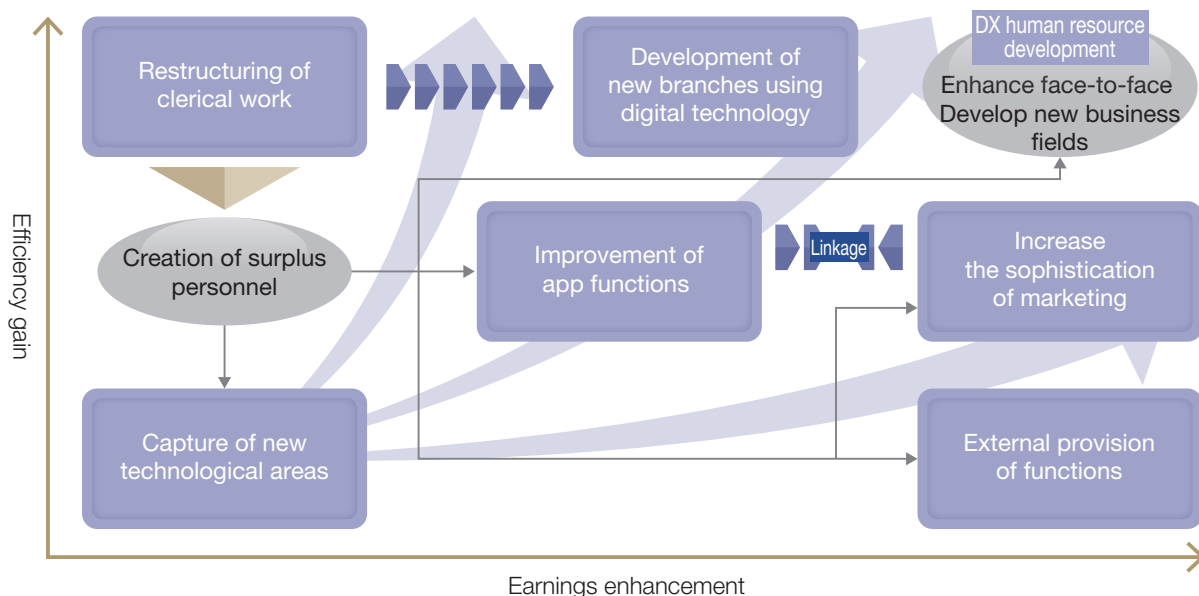 Efficiency gain
Restructuring of
clerical work
Development of
new branches using
digital technology
DX human resource
development
Enhance face-to-face
Develop new business
fields
Creation of surplus
personnel
Improvement of
app functions
Linkage
Increase
the sophistication
of marketing
Capture of new
technological areas
External provision
of functions
Earnings enhancement